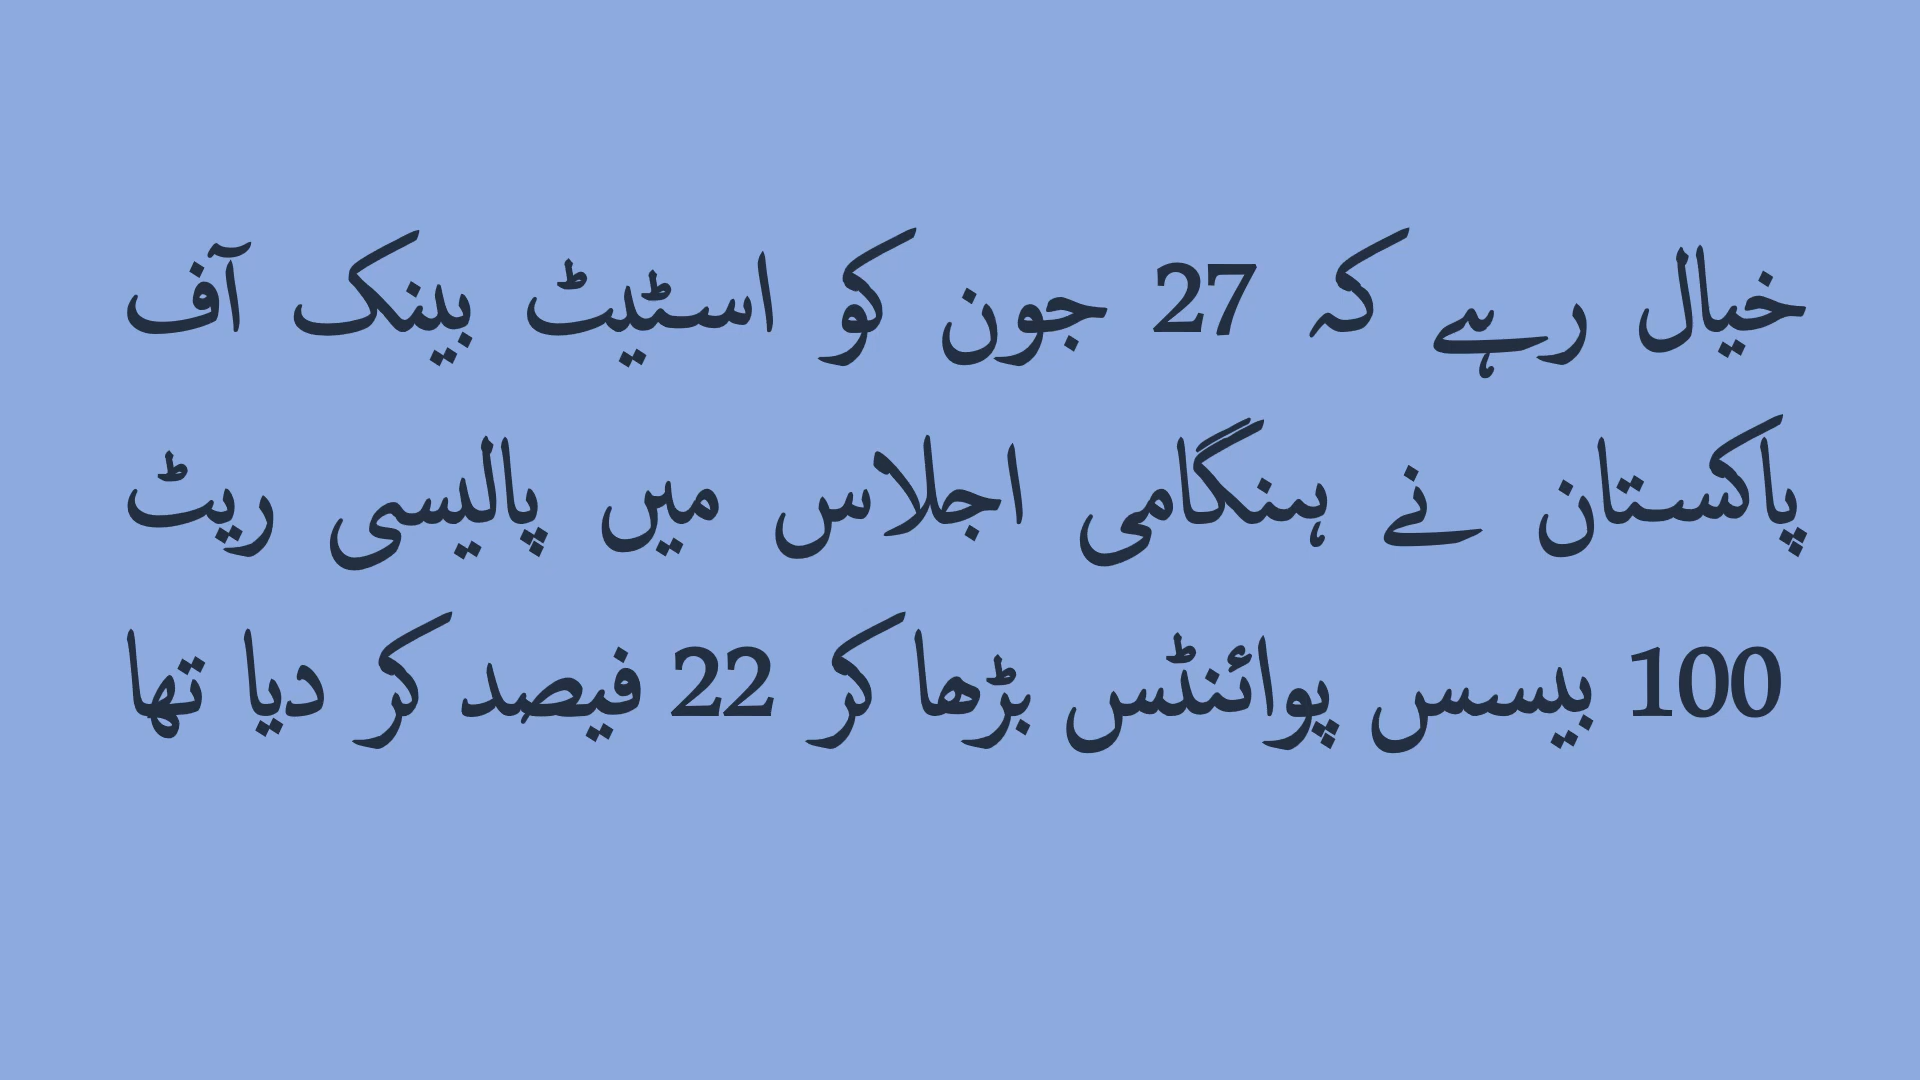 خیال رہے کہ 27 جون کو اسٹیٹ بینک آف
پاکستان نے ہنگامی اجلاس میں پالیسی ریٹ
100 بیسس پوائنٹس بڑھا کر 22 فیصد کر دیا تھا